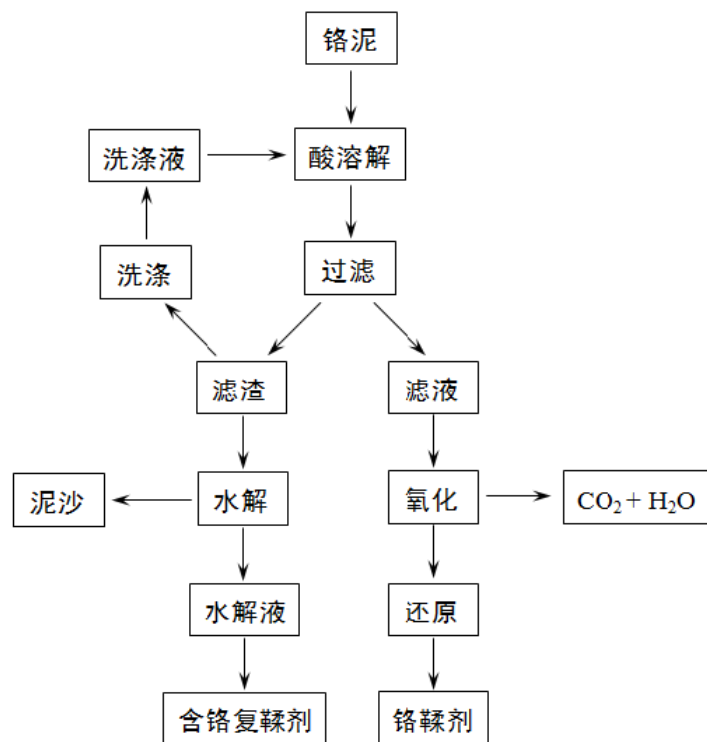 铬泥
洗涤液
酸溶解
洗涤
过滤
滤渣
滤液
泥沙
水解
氧化
CO₂ + H₂O
水解液
还原
含铬复鞣剂
铬鞣剂